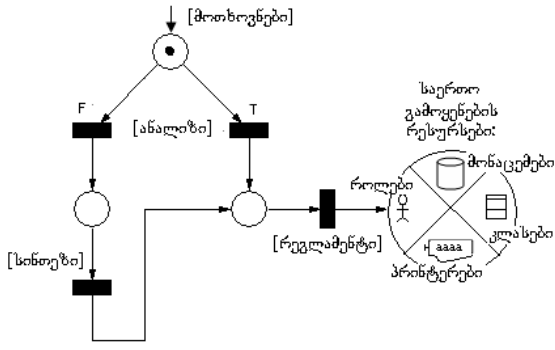 [მოთხოვნები]
F
T
[ანალიზი]
საერთო
გამოყენების
რესურსები:
მონაცემები
როლები
კლასები
[რეგლამენტი]
aaaa
პრინტერები
[სინთეზი]